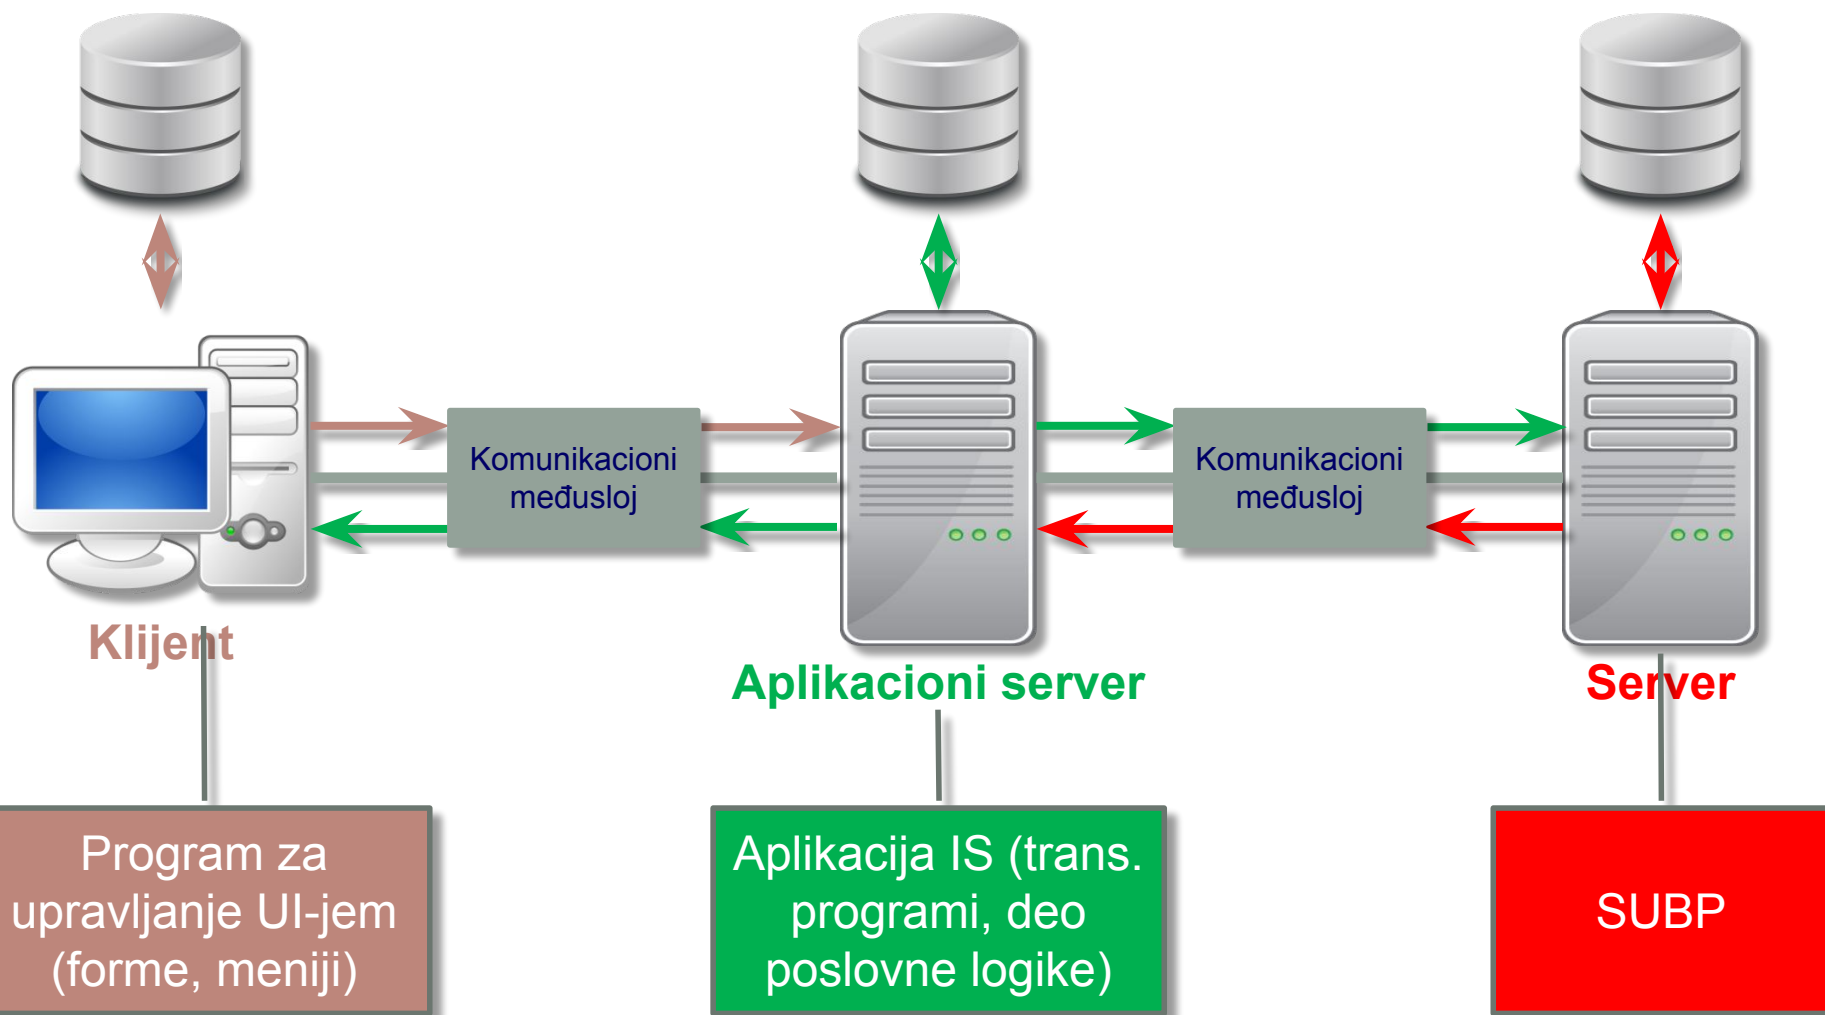 Komunikacioni
međusloj
Komunikacioni
međusloj
Klijent
Aplikacioni server
Server
Program za
upravljanje UI-jem
(forme, meniji)
Aplikacija IS (trans.
programi, deo
poslovne logike)
SUBP